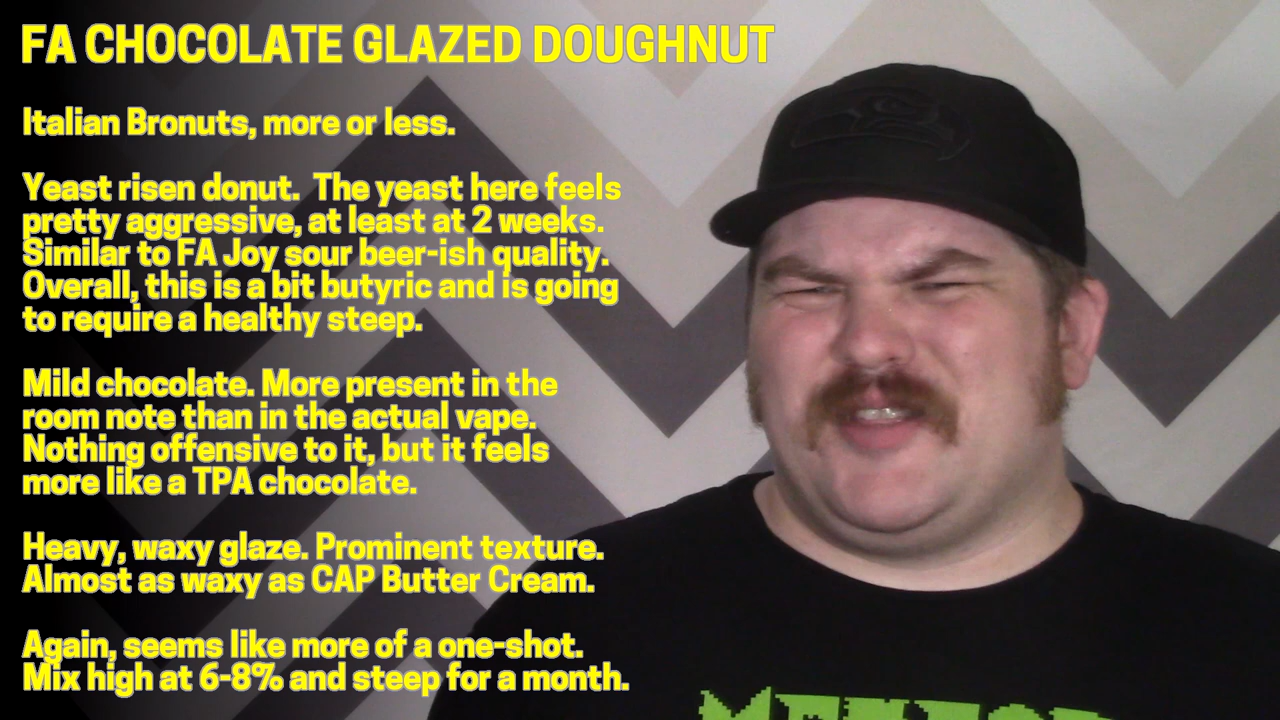 FA CHOCOLATE GLAZED DOUGHNUT
Italian Bronuts, more or less.
Yeast risen donut.  The yeast here feels
pretty aggressive, at least at 2 weeks.
Similar to FA Joy sour beer-ish quality.
Overall, this is a bit butyric and is going
to require a healthy steep.
Mild chocolate. More present in the
room note than in the actual vape.
Nothing offensive to it, but it feels
more like a TPA chocolate.
Heavy, waxy glaze. Prominent texture.
Almost as waxy as CAP Butter Cream.
Again, seems like more of a one-shot.
Mix high at 6-8% and steep for a month.